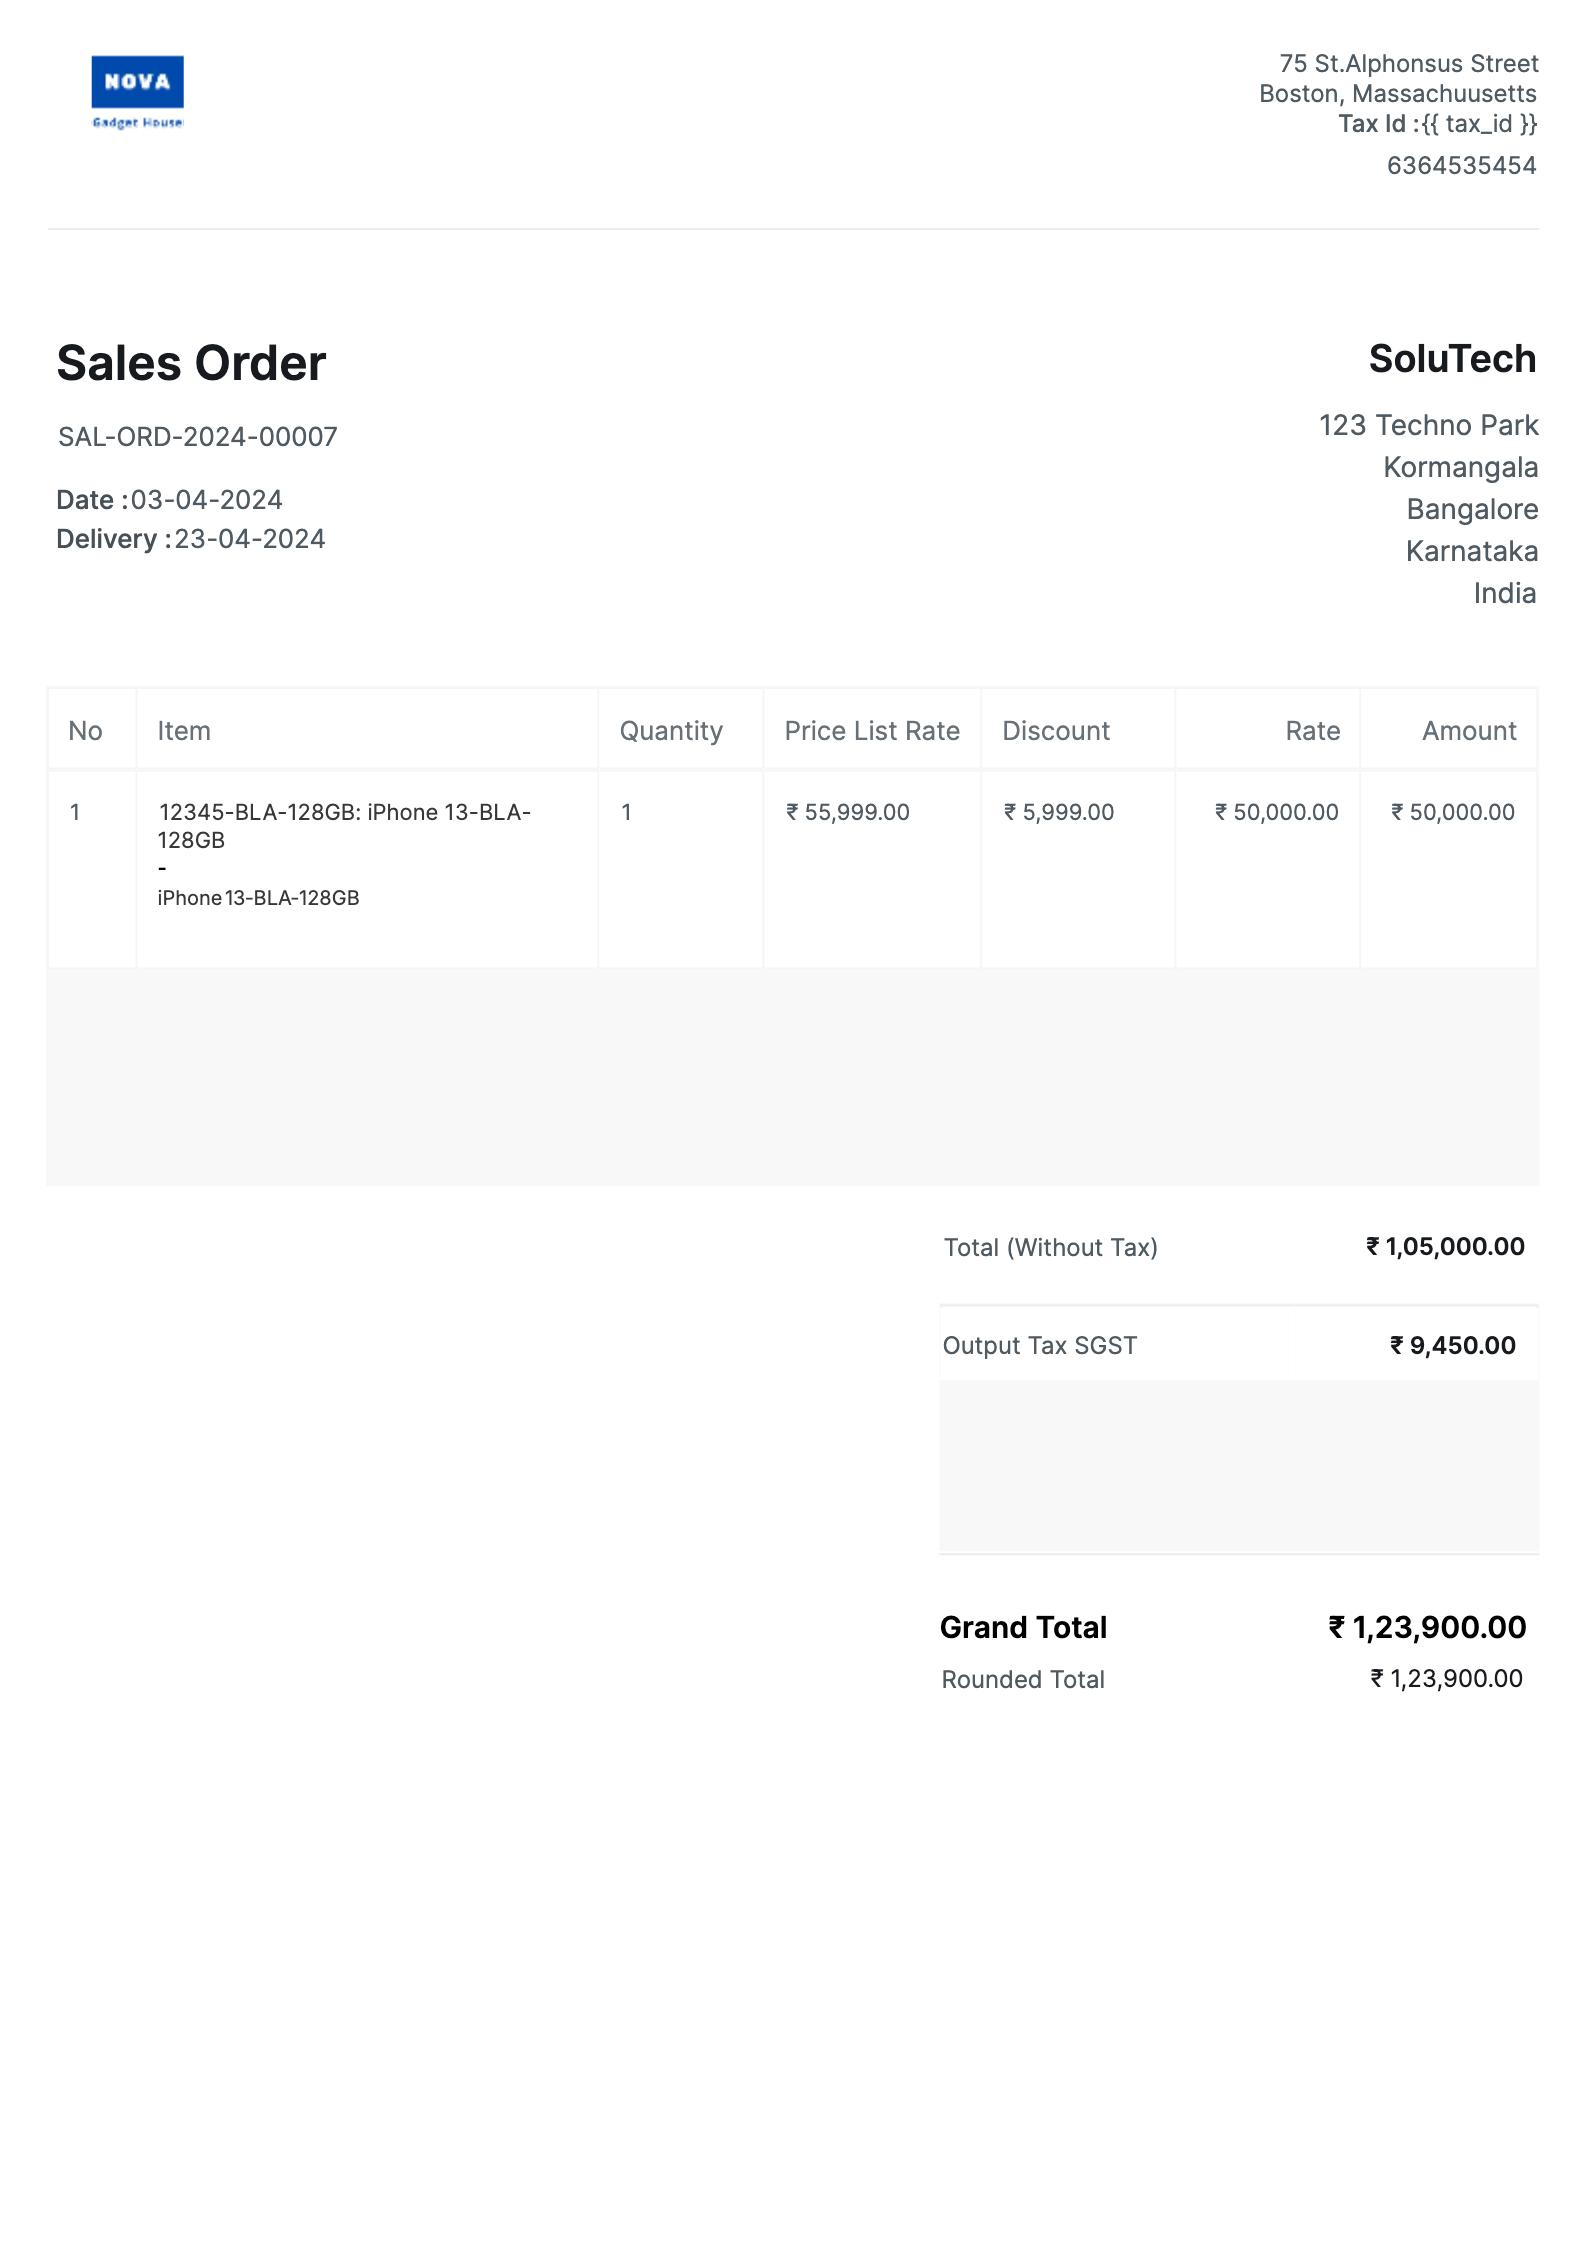 NOVA
Gadget House
75 St.Alphonsus Street
Boston, Massachuusetts
Tax Id :{{ tax_id }}
6364535454
Sales Order
SAL-ORD-2024-00007
Date :03-04-2024
Delivery :23-04-2024
SoluTech
123 Techno Park
Kormangala
Bangalore
Karnataka
India
No Item Quantity Price List Rate Discount Rate Amount
1 12345-BLA-128GB: iPhone 13-BLA- 1 ₹ 55,999.00 ₹ 5,999.00 ₹ 50,000.00 ₹ 50,000.00
128GB
-
iPhone 13-BLA-128GB
Total (Without Tax) ₹ 1,05,000.00
Output Tax SGST ₹ 9,450.00
Grand Total ₹ 1,23,900.00
Rounded Total ₹ 1,23,900.00